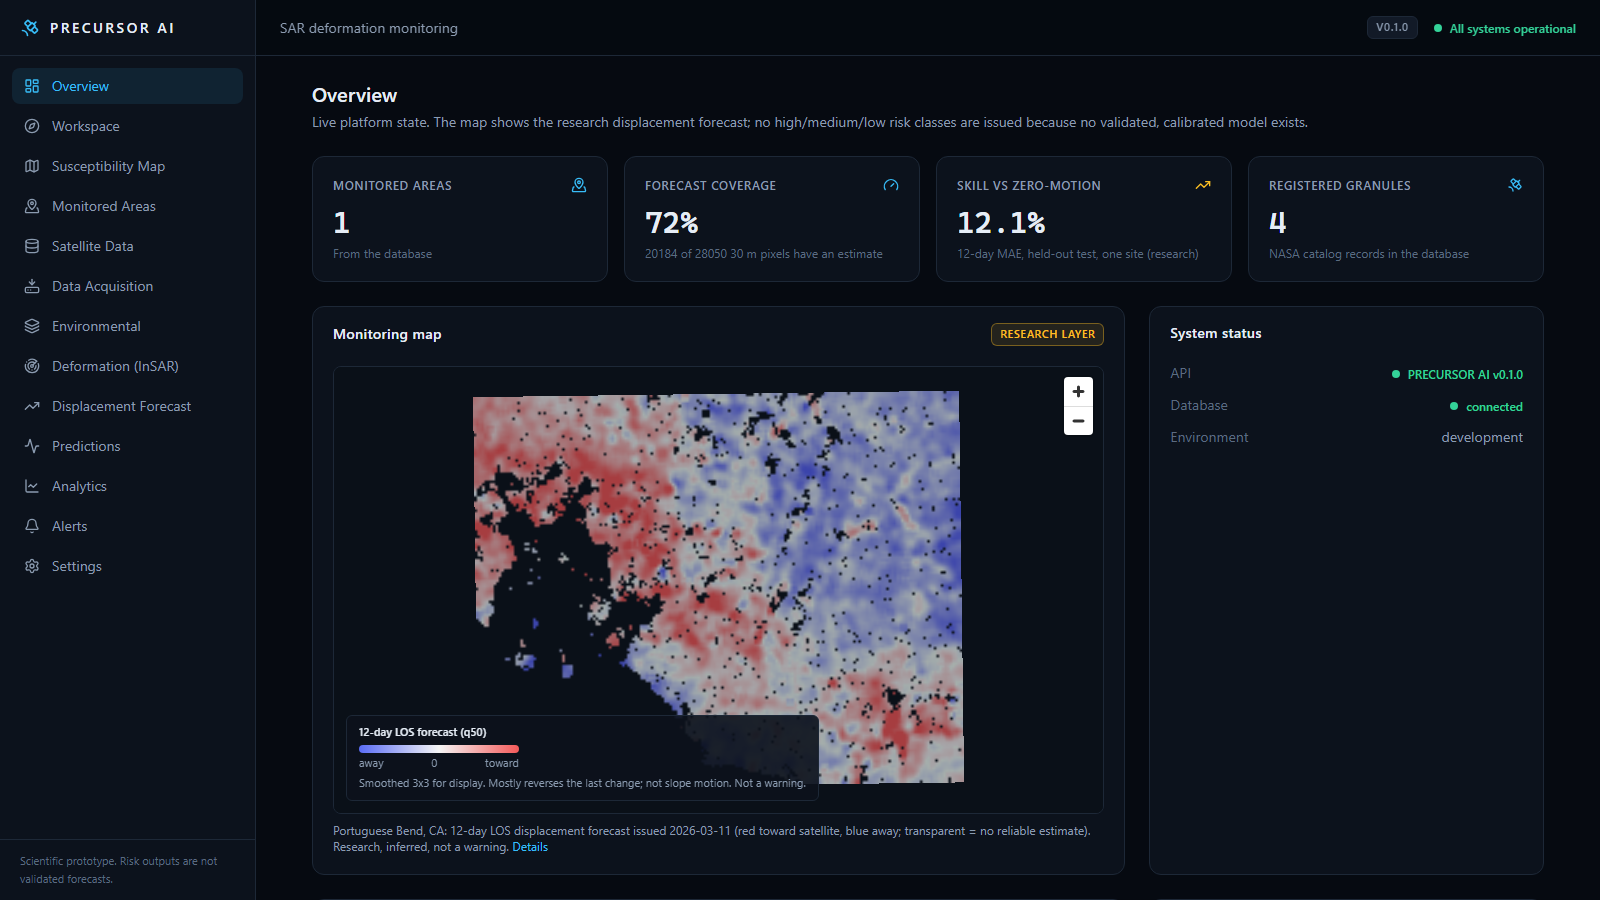 PRECURSOR AI
SAR deformation monitoring
V0.1.0
All systems operational
Overview
Workspace
Susceptibility Map
Monitored Areas
Satellite Data
Data Acquisition
Environmental
Deformation (InSAR)
Displacement Forecast
Predictions
Analytics
Alerts
Settings
Scientific prototype. Risk outputs are not
validated forecasts.
Overview
Live platform state. The map shows the research displacement forecast; no high/medium/low risk classes are issued because no validated, calibrated model exists.
MONITORED AREAS
1
From the database
FORECAST COVERAGE
72%
20184 of 28050 30 m pixels have an estimate
SKILL VS ZERO-MOTION
12.1%
12-day MAE, held-out test, one site (research)
REGISTERED GRANULES
4
NASA catalog records in the database
Monitoring map
RESEARCH LAYER
+
−
12-day LOS forecast (q50)
away 0 toward
Smoothed 3x3 for display. Mostly reverses the last change; not slope motion. Not a warning.
Portuguese Bend, CA: 12-day LOS displacement forecast issued 2026-03-11 (red toward satellite, blue away; transparent = no reliable estimate).
Research, inferred, not a warning. Details
System status
API PRECURSOR AI v0.1.0
Database connected
Environment development